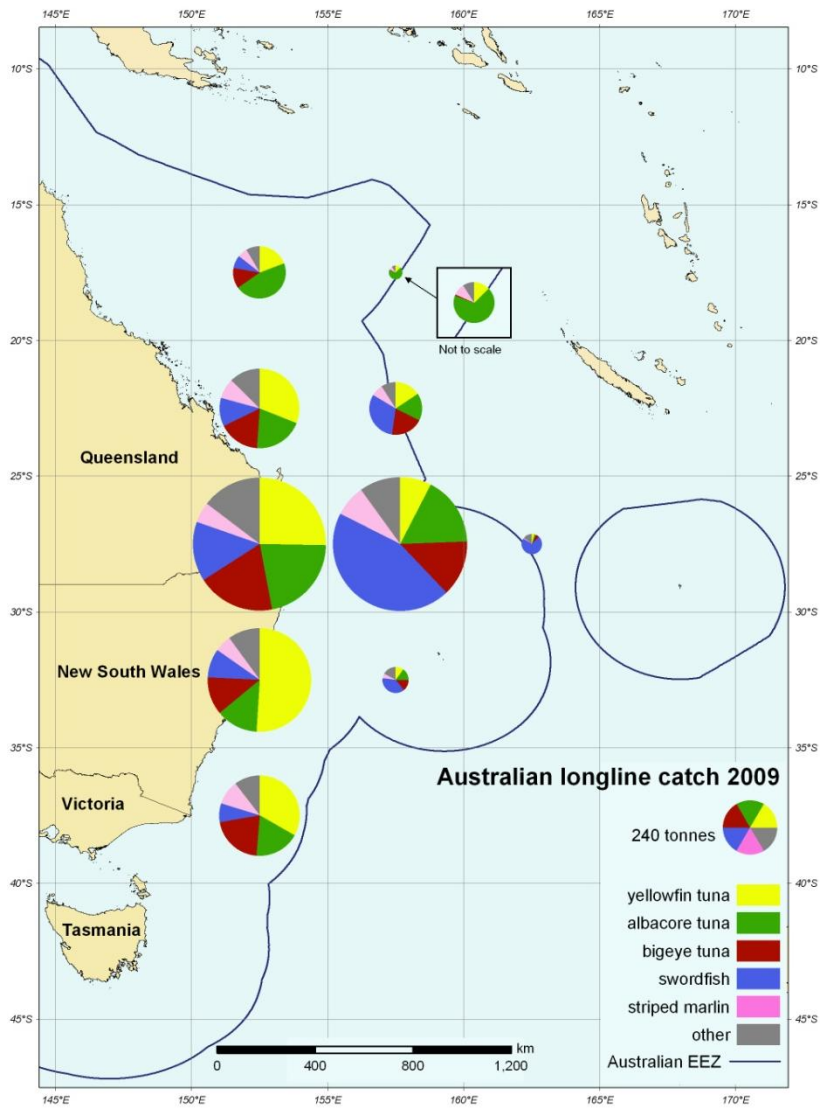 145°E 150°E 155°E 160°E 165°E 170°E
10°S 10°S
15°S 15°S
Not to scale
20°S 20°S
Queensland
25°S 25°S
30°S 30°S
New South Wales
35°S 35°S
Australian longline catch 2009
Victoria
240 tonnes
40°S 40°S
yellowfin tuna
albacore tuna
Tasmania
bigeye tuna
swordfish
striped marlin
45°S 45°S
other
km
Australian EEZ
0 400 800 1,200
145°E 150°E 155°E 160°E 165°E 170°E